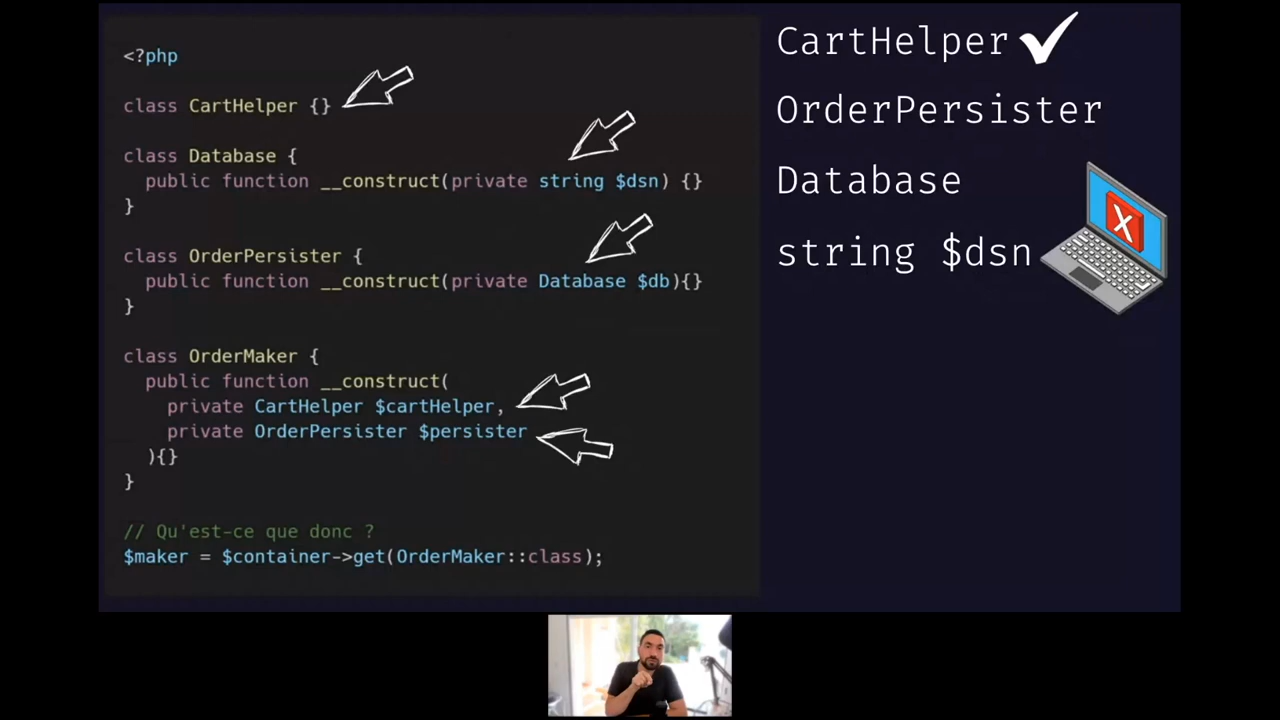 <?php
class CartHelper {}
class Database {
public function __construct(private string $dsn) {}
}
class OrderPersister {
public function __construct(private Database $db){}
}
class OrderMaker {
public function __construct(
private CartHelper $cartHelper,
private OrderPersister $persister
){}
}
// Qu'est-ce que donc ?
$maker = $container->get(OrderMaker::class);
CartHelper
OrderPersister
Database
string $dsn
X